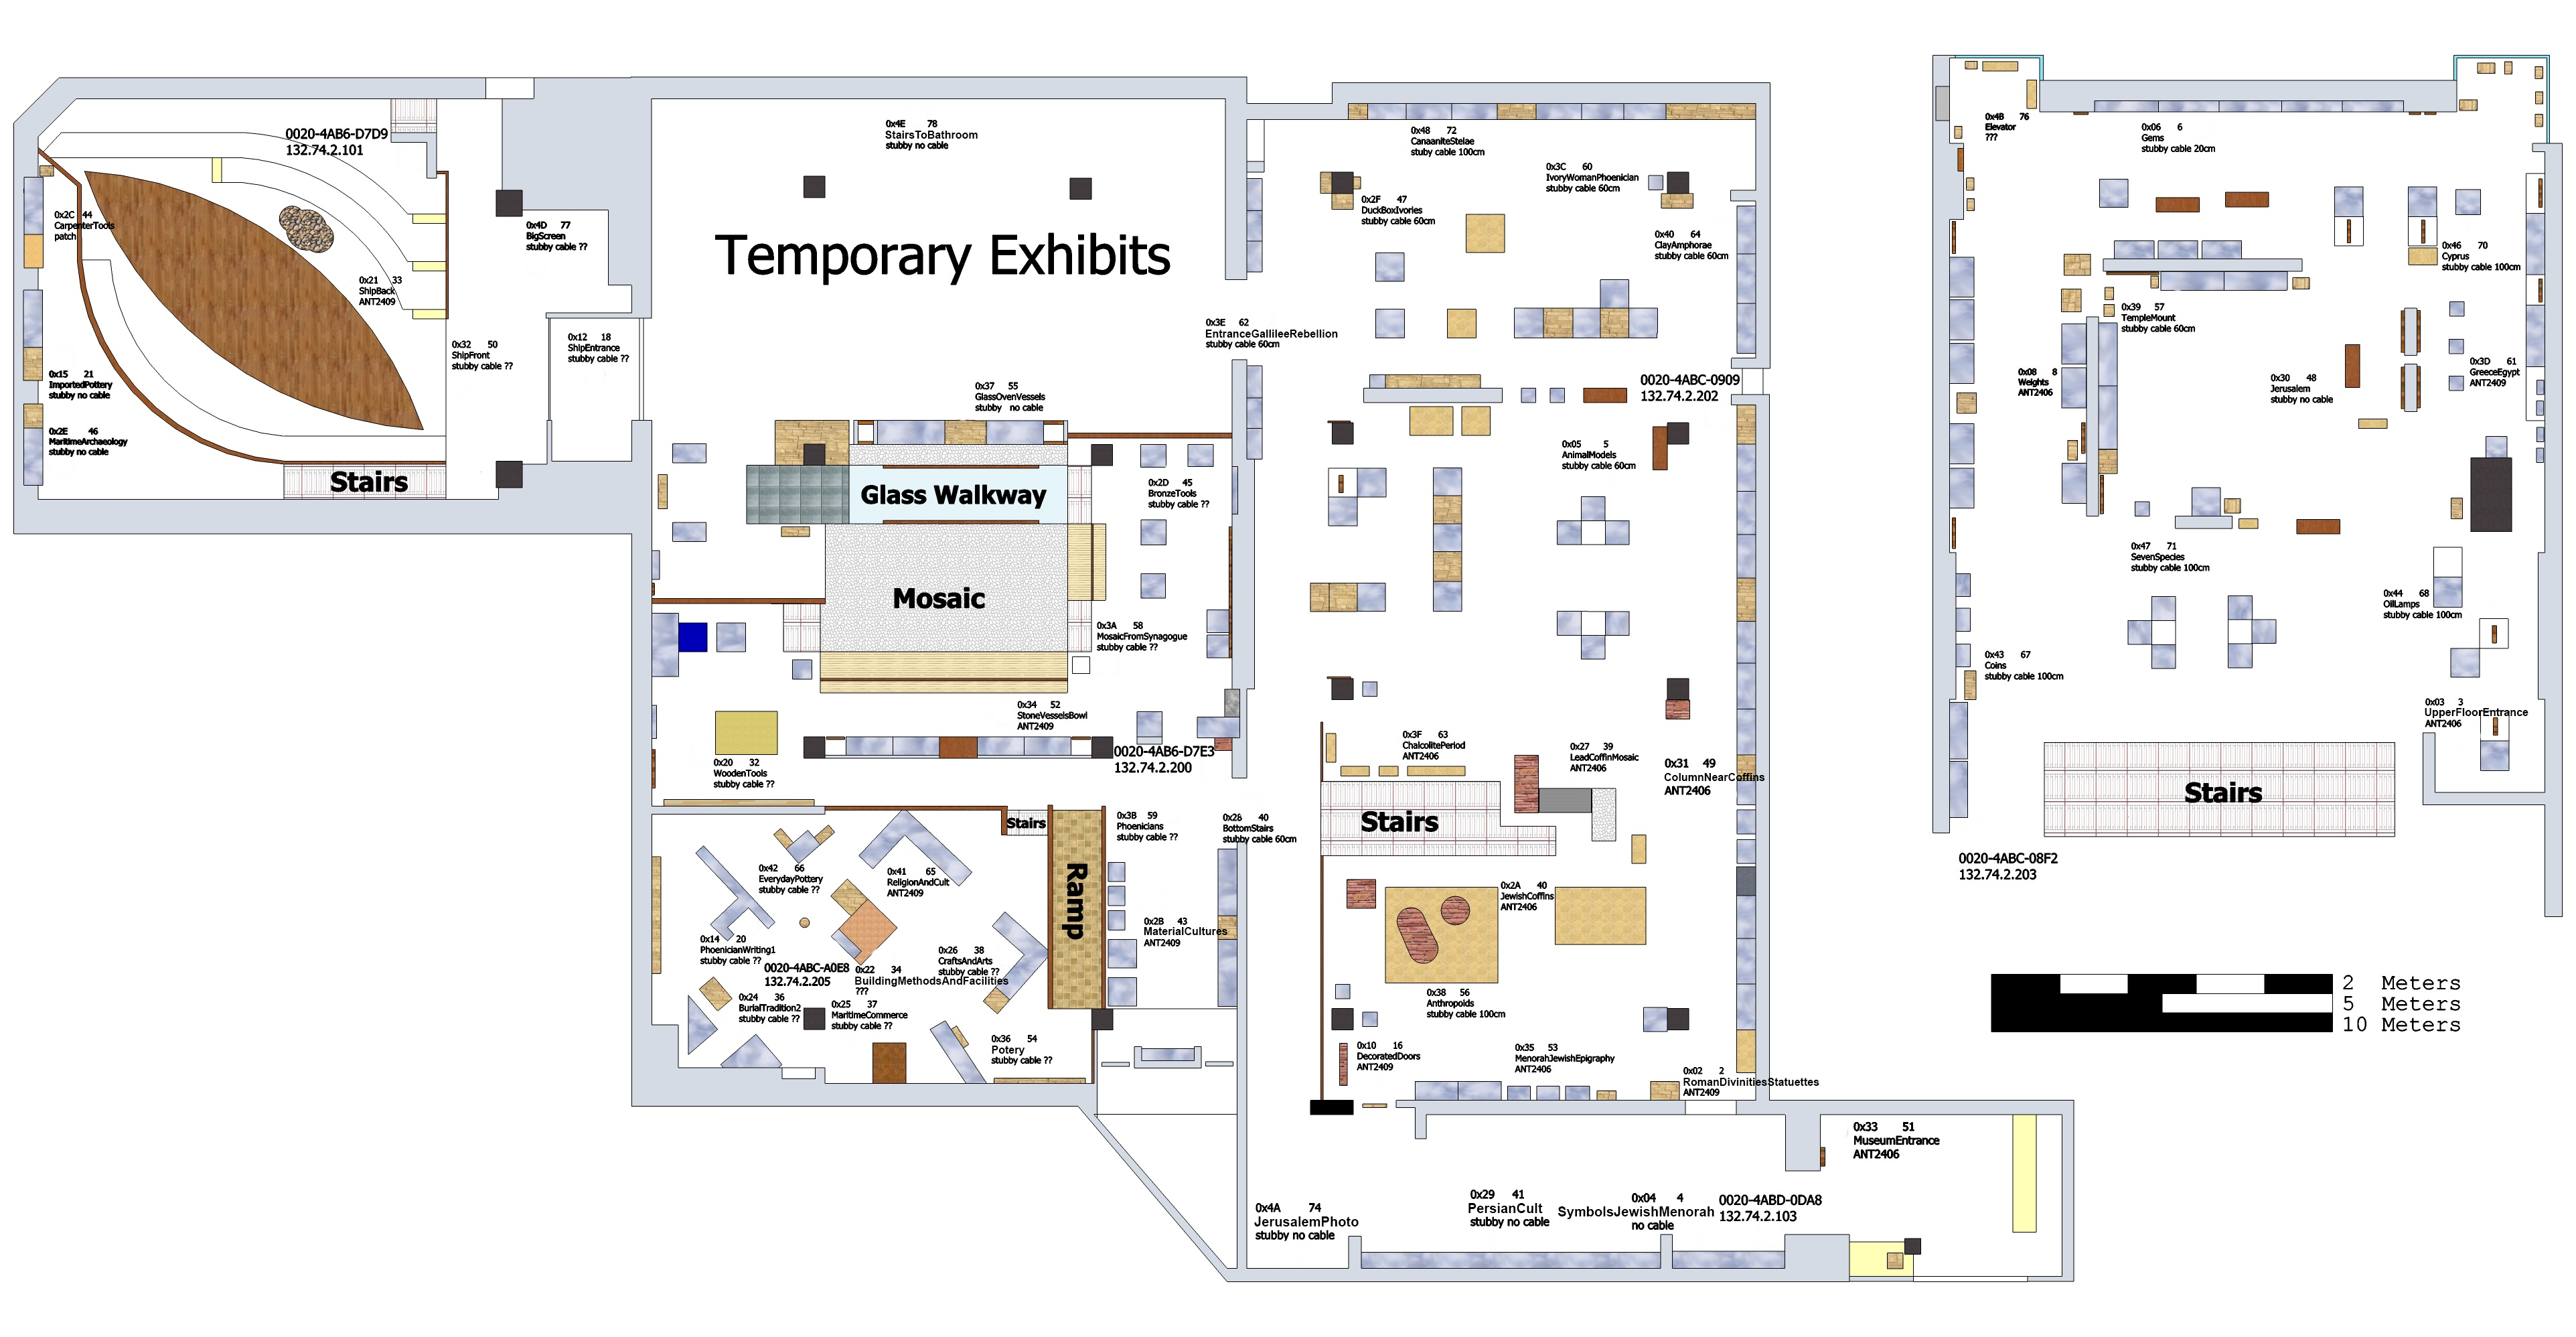 0020-4AB6-D7D9
132.74.2.101
0x2C 44
CarpenterTools
patch
0x21 33
ShipBack
ANT2409
0x15 21
ImportedPottery
stubby no cable
0x2E 46
MaritimeArchaeology
stubby no cable
Stairs
0x32 50
ShipFront
stubby cable ??
0x4D 77
BigScreen
stubby cable ??
0x12 18
ShipEntrance
stubby cable ??
0x4E 78
StairsToBathroom
stubby no cable
Temporary Exhibits
0x37 55
GlassOvenVessels
stubby no cable
Glass Walkway
Mosaic
0x2D 45
BronzeTools
stubby cable ??
0x3A 58
MosaicFromSynagogue
stubby cable ??
0x34 52
StoneVesselsBowl
ANT2409
0020-4AB6-D7E3
132.74.2.200
0x20 32
WoodenTools
stubby cable ??
Stairs
Ramp
0x42 66
EverydayPottery
stubby cable ??
0x41 65
ReligionAndCult
ANT2409
0x14 20
PhoenicianWriting1
stubby cable ??
0020-4ABC-A0E8
132.74.2.205
0x22 34
BuildingMethodsAndFacilities
???
0x26 38
CraftsAndArts
stubby cable ??
0x24 36
BurialTradition2
stubby cable ??
0x25 37
MaritimeCommerce
stubby cable ??
0x36 54
Potery
stubby cable ??
0x3B 59
Phoenicians
stubby cable ??
0x28 40
BottomStairs
stubby cable 60cm
0x2B 43
MaterialCultures
ANT2409
0x3E 62
EntranceGallileeRebellion
stubby cable 60cm
0x48 72
CanaaniteStelae
stuby cable 100cm
0x2F 47
DuckBoxIvories
stubby cable 60cm
0x3C 60
IvoryWomanPhoenician
stubby cable 60cm
0x40 64
ClayAmphorae
stubby cable 60cm
0020-4ABC-0909
132.74.2.202
0x05 5
AnimalModels
stubby cable 60cm
0x3F 63
ChalcolitePeriod
ANT2406
0x27 39
LeadCoffinMosaic
ANT2406
0x31 49
ColumnNearCoffins
ANT2406
Stairs
0x2A 40
JewishCoffins
ANT2406
0x38 56
Anthropoids
stubby cable 100cm
0x10 16
DecoratedDoors
ANT2409
0x35 53
MenorahJewishEpigraphy
ANT2406
0x02 2
RomanDivinitiesStatuettes
ANT2409
0x33 51
MuseumEntrance
ANT2406
0x4A 74
JerusalemPhoto
stubby no cable
0x29 41
PersianCult
stubby no cable
0x04 4
SymbolsJewishMenorah
no cable
0020-4ABD-0DA8
132.74.2.103
0x4B 76
Elevator
???
0x06 6
Gems
stubby cable 20cm
0x46 70
Cyprus
stubby cable 100cm
0x39 57
TempleMount
stubby cable 60cm
0x08 8
Weights
ANT2406
0x30 48
Jerusalem
stubby no cable
0x3D 61
GreeceEgypt
ANT2409
0x47 71
SevenSpecies
stubby cable 100cm
0x44 68
OilLamps
stubby cable 100cm
0x43 67
Coins
stubby cable 100cm
0x03 3
UpperFloorEntrance
ANT2406
Stairs
0020-4ABC-08F2
132.74.2.203
2 Meters
5 Meters
10 Meters